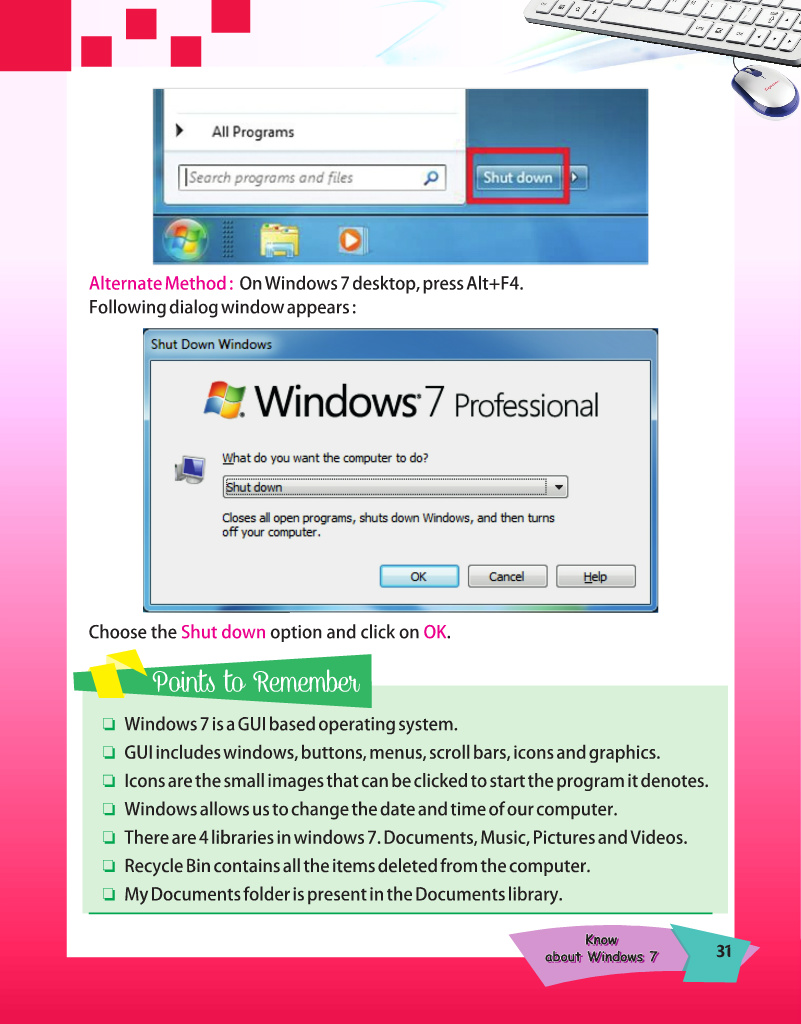 All Programs
Search programs and files
Shut down
Alternate Method : On Windows 7 desktop, press Alt+F4.
Following dialog window appears :
Shut Down Windows
Windows 7 Professional
What do you want the computer to do?
Shut down
Closes all open programs, shuts down Windows, and then turns
off your computer.
OK Cancel Help
Choose the Shut down option and click on OK.
Points to Remember
❏ Windows 7 is a GUI based operating system.
❏ GUI includes windows, buttons, menus, scroll bars, icons and graphics.
❏ Icons are the small images that can be clicked to start the program it denotes.
❏ Windows allows us to change the date and time of our computer.
❏ There are 4 libraries in windows 7. Documents, Music, Pictures and Videos.
❏ Recycle Bin contains all the items deleted from the computer.
❏ My Documents folder is present in the Documents library.
Know
about Windows 7
31